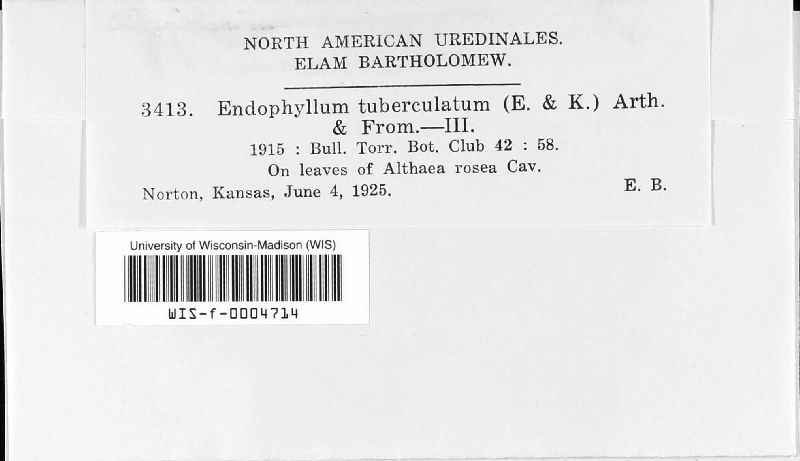 NORTH AMERICAN UREDINALES.
ELAM BARTHOLOMEW.
3413. Endophyllum tuberculatum (E. & K.) Arth.
& From.—III.
1915 : Bull. Torr. Bot. Club 42 : 58.
On leaves of Althaea rosea Cav.
Norton, Kansas, June 4, 1925. E. B.
University of Wisconsin-Madison (WIS)
WIS-f-0004714